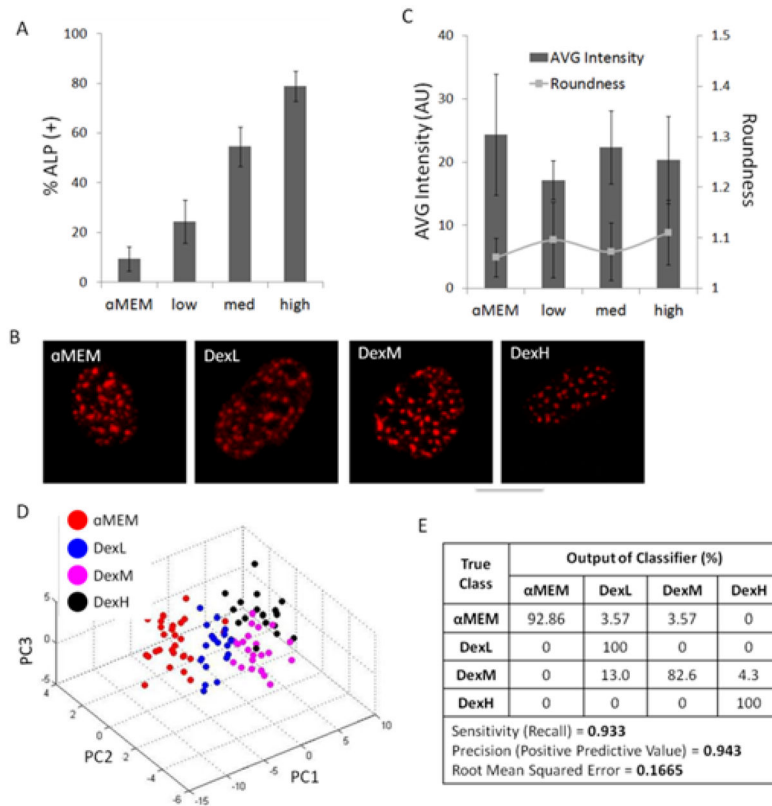 A
100
80
60
40
20
0
% ALP (+)
αMEM low med high
C
40
30
20
10
0
AVG Intensity (AU)
AVG Intensity
Roundness
1.5
1.4
1.3
1.2
1.1
1
Roundness
αMEM low med high
B
αMEM DexL DexM DexH
D
αMEM
DexL
DexM
DexH
5
0
-5
PC3
4
2
0
-2
-4
-6
PC2
-15
-10
-5
0
5
10
PC1
E
True Class Output of Classifier (%)
αMEM DexL DexM DexH
αMEM 92.86 3.57 3.57 0
DexL 0 100 0 0
DexM 0 13.0 82.6 4.3
DexH 0 0 0 100
Sensitivity (Recall) = 0.933
Precision (Positive Predictive Value) = 0.943
Root Mean Squared Error = 0.1665